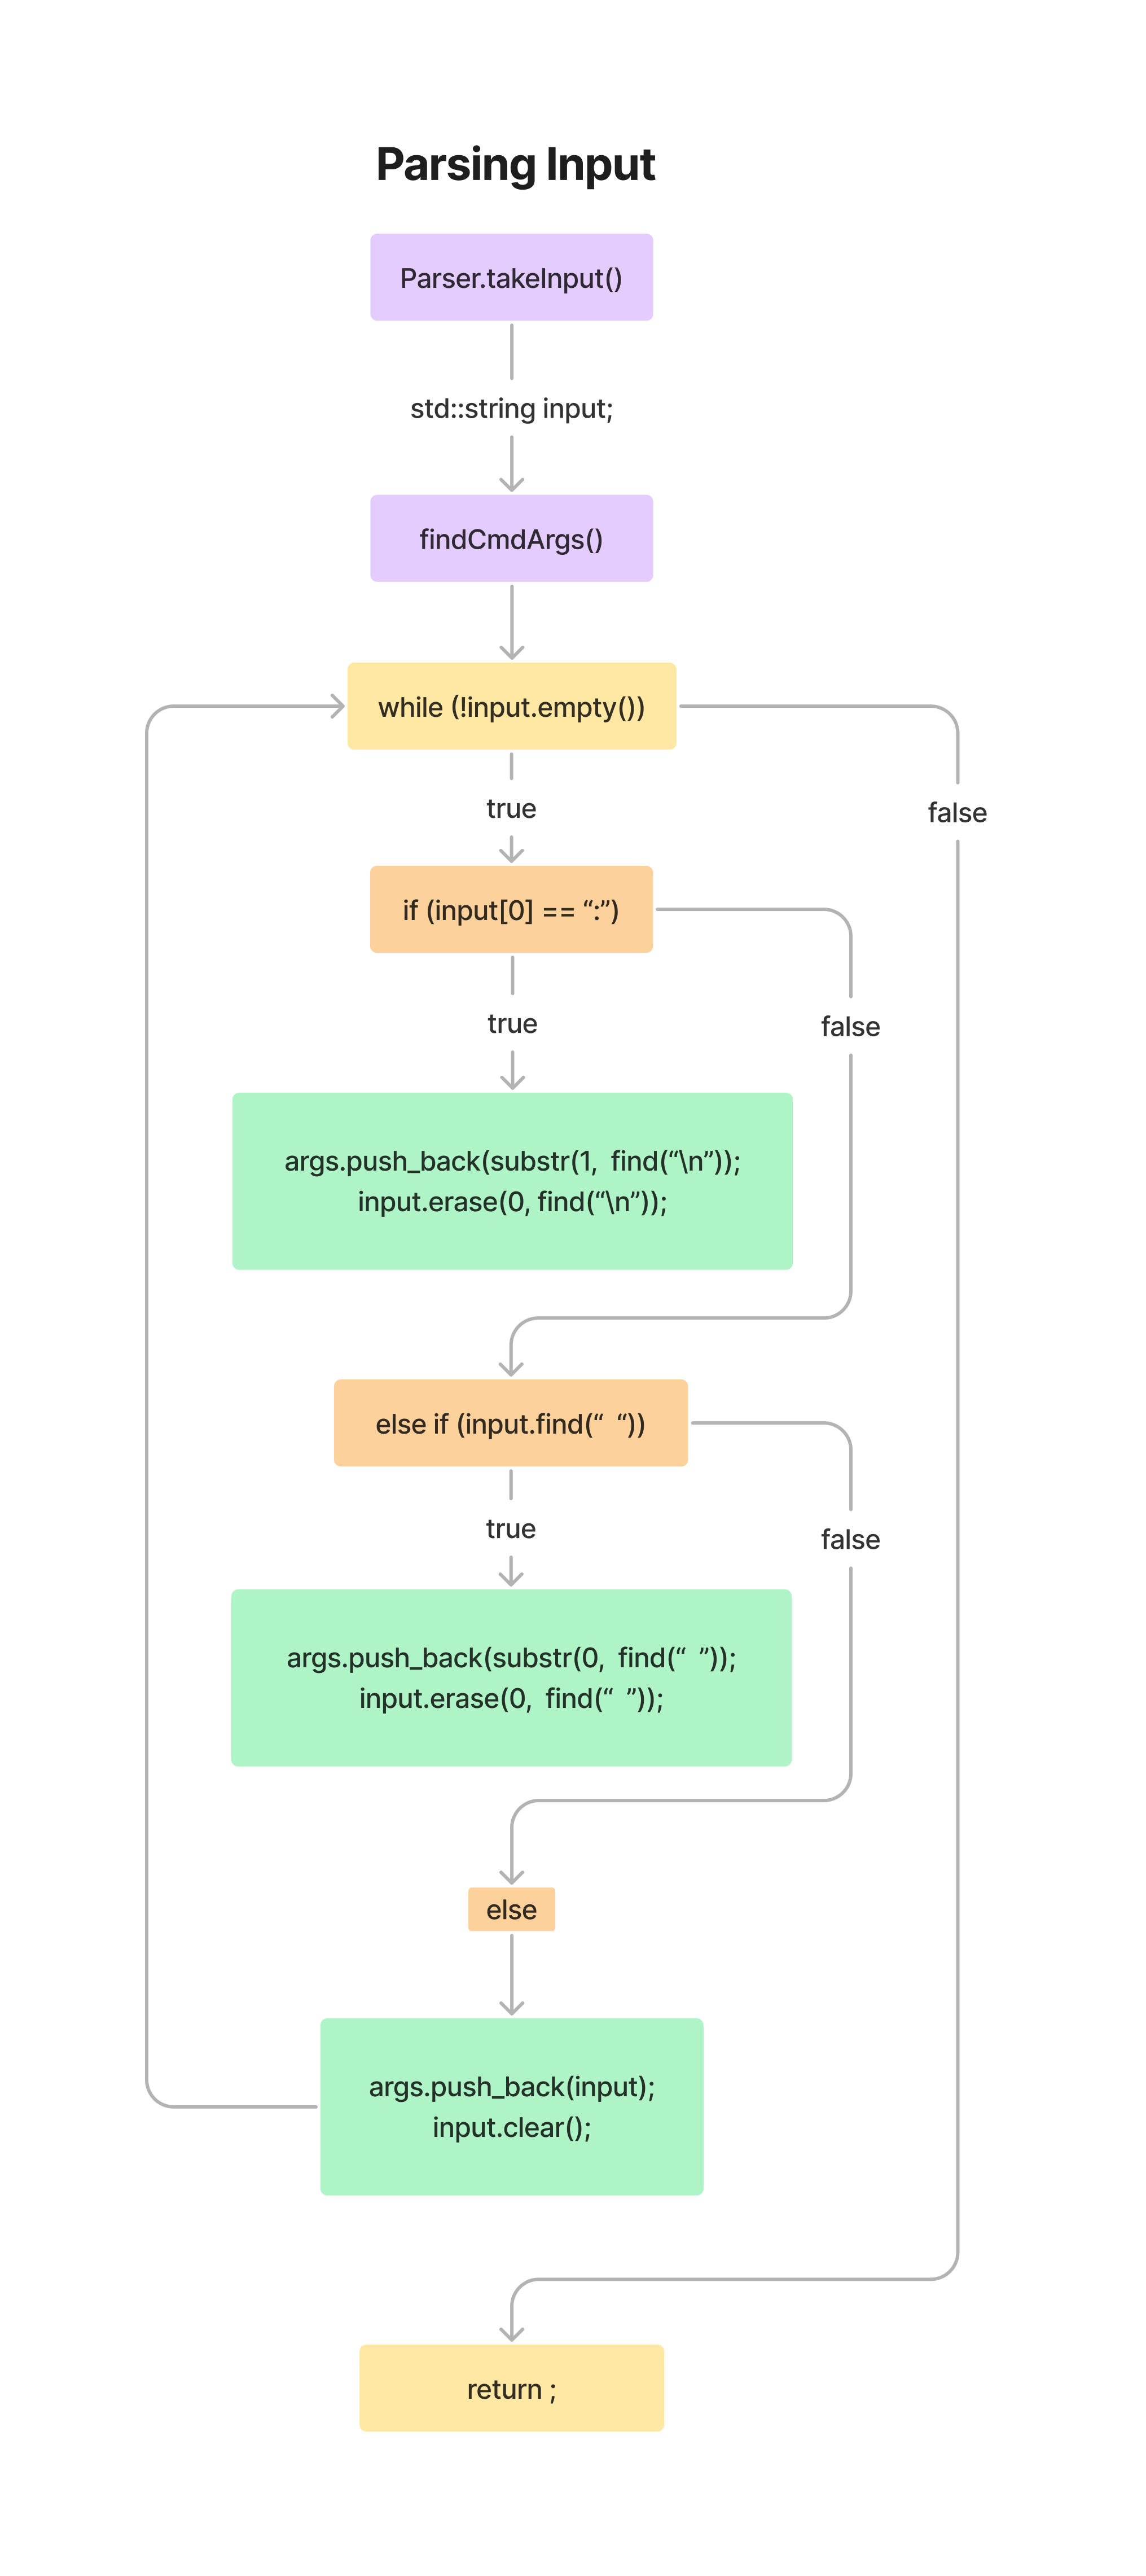 Parsing Input
Parser.takeInput()
std::string input;
findCmdArgs()
while (!input.empty())
true
false
if (input[0] == “:”)
true
false
args.push_back(substr(1,  find(“\n”));
input.erase(0, find(“\n”));
else if (input.find(“  “))
true
false
args.push_back(substr(0,  find(“  ”));
input.erase(0,  find(“  ”));
else
args.push_back(input);
input.clear();
return ;